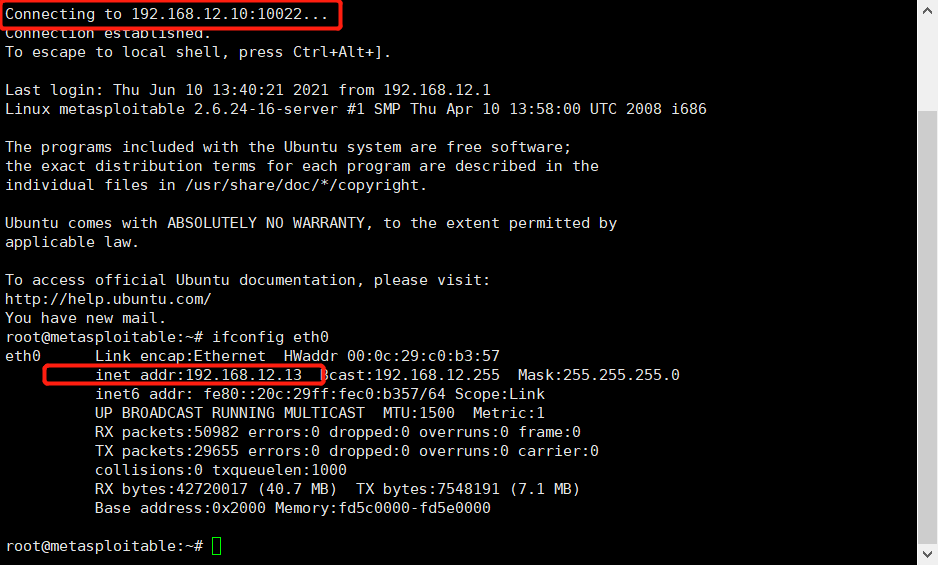 Connecting to 192.168.12.10:10022...
Connection established.
To escape to local shell, press Ctrl+Alt+].
Last login: Thu Jun 10 13:40:21 2021 from 192.168.12.1
Linux metasploitable 2.6.24-16-server #1 SMP Thu Apr 10 13:58:00 UTC 2008 i686
The programs included with the Ubuntu system are free software;
the exact distribution terms for each program are described in the
individual files in /usr/share/doc/*/copyright.
Ubuntu comes with ABSOLUTELY NO WARRANTY, to the extent permitted by
applicable law.
To access official Ubuntu documentation, please visit:
http://help.ubuntu.com/
You have new mail.
root@metasploitable:~# ifconfig eth0
eth0      Link encap:Ethernet  HWaddr 00:0c:29:c0:b3:57
          inet addr:192.168.12.13  Bcast:192.168.12.255  Mask:255.255.255.0
          inet6 addr: fe80::20c:29ff:fec0:b357/64 Scope:Link
          UP BROADCAST RUNNING MULTICAST  MTU:1500  Metric:1
          RX packets:50982 errors:0 dropped:0 overruns:0 frame:0
          TX packets:29655 errors:0 dropped:0 overruns:0 carrier:0
          collisions:0 txqueuelen:1000
          RX bytes:42720017 (40.7 MB)  TX bytes:7548191 (7.1 MB)
          Base address:0x2000 Memory:fd5c0000-fd5e0000
root@metasploitable:~#